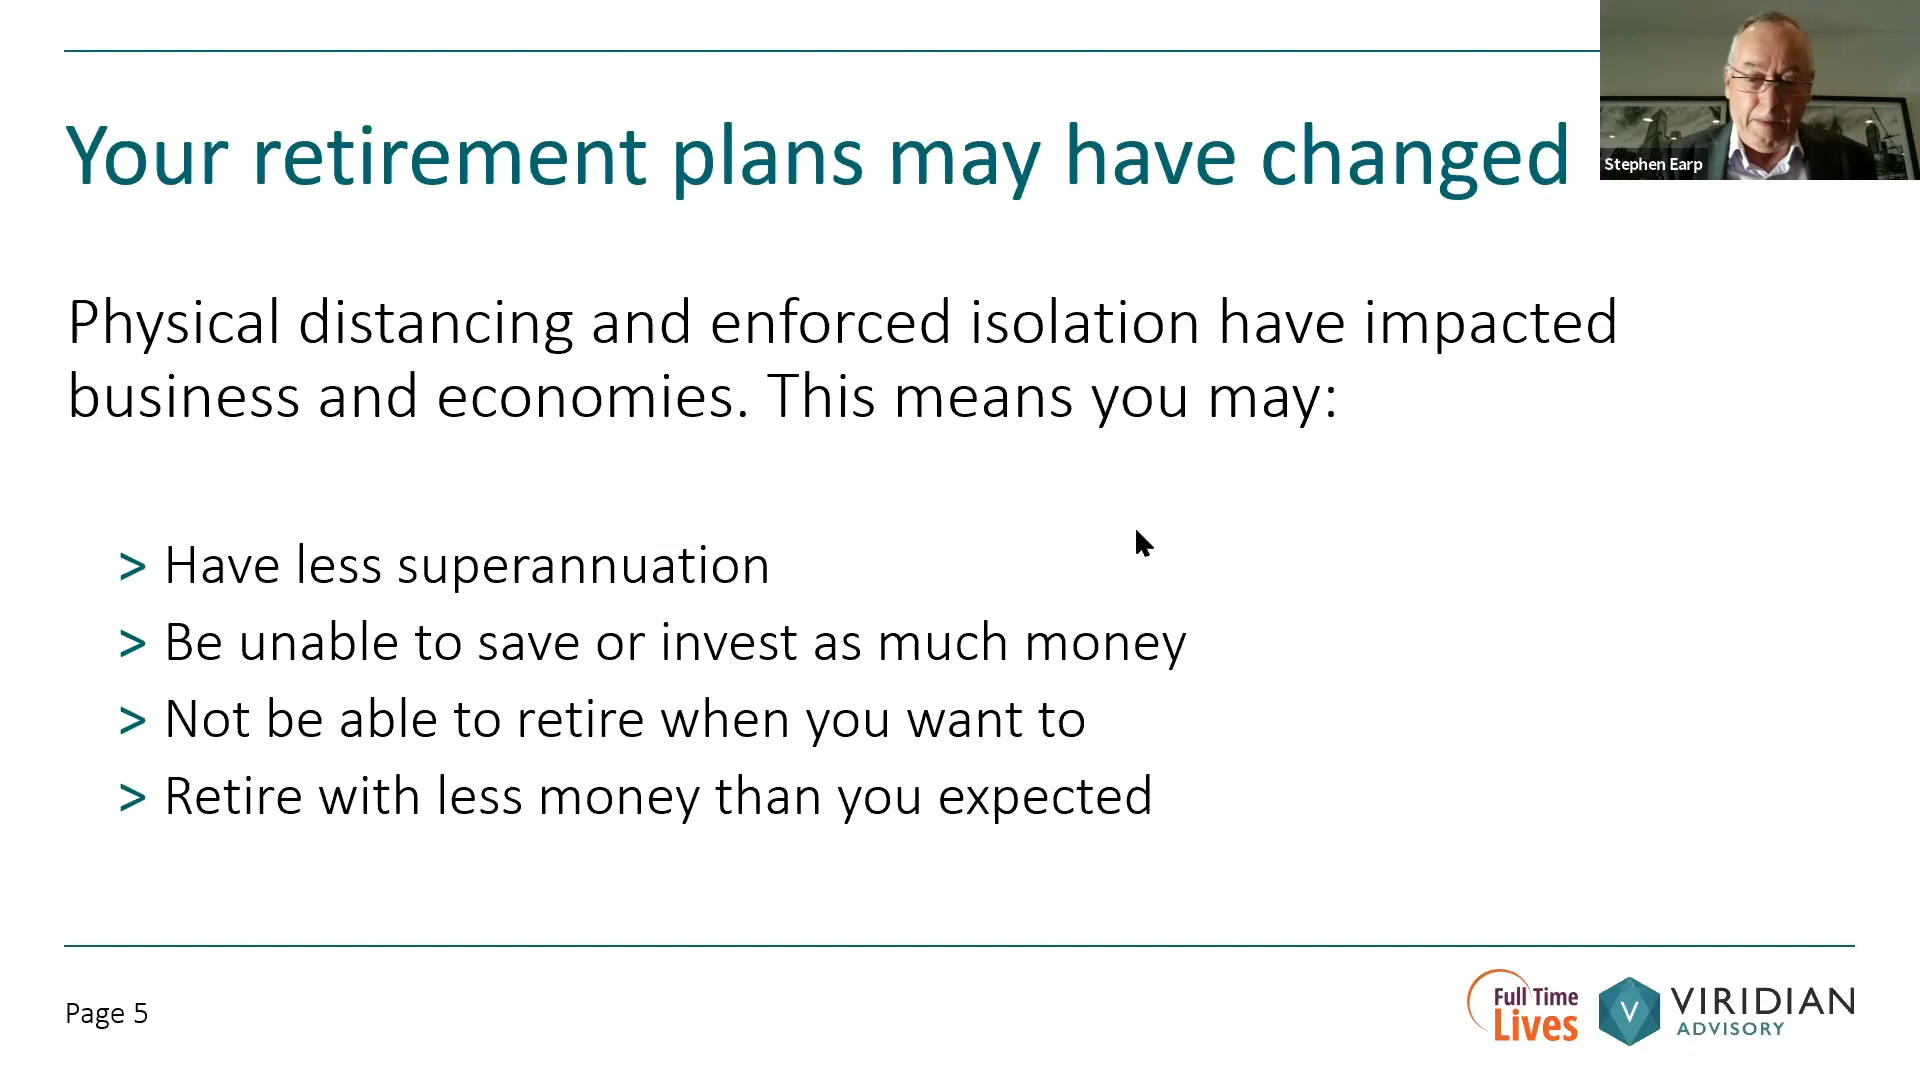 Your retirement plans may have changed
Stephen Earp
Physical distancing and enforced isolation have impacted
business and economies. This means you may:
> Have less superannuation
> Be unable to save or invest as much money
> Not be able to retire when you want to
> Retire with less money than you expected
Page 5
Full Time
Lives
V
VIRIDIAN
ADVISORY